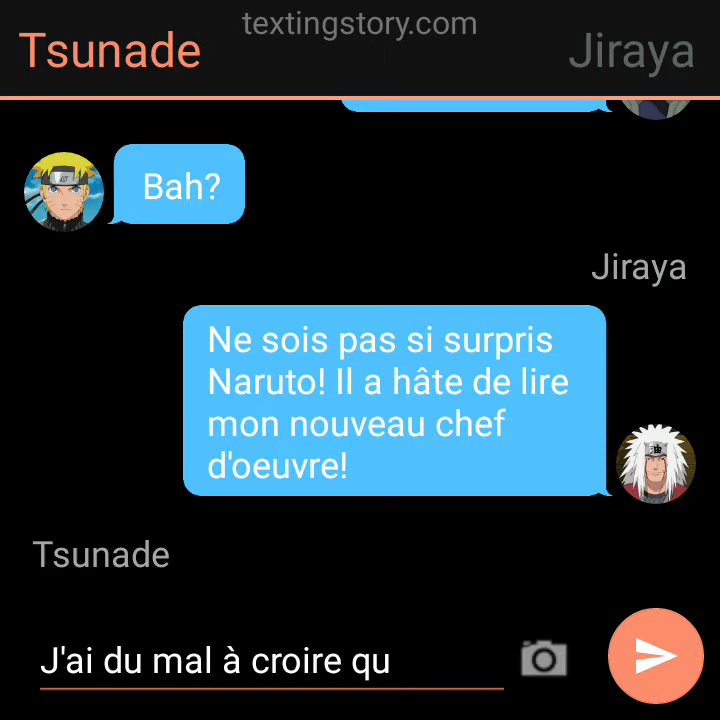 textingstory.com
Tsunade
Jiraya
Bah?
Jiraya
Ne sois pas si surpris
Naruto! Il a hâte de lire
mon nouveau chef
d'oeuvre!
Tsunade
J'ai du mal à croire qu